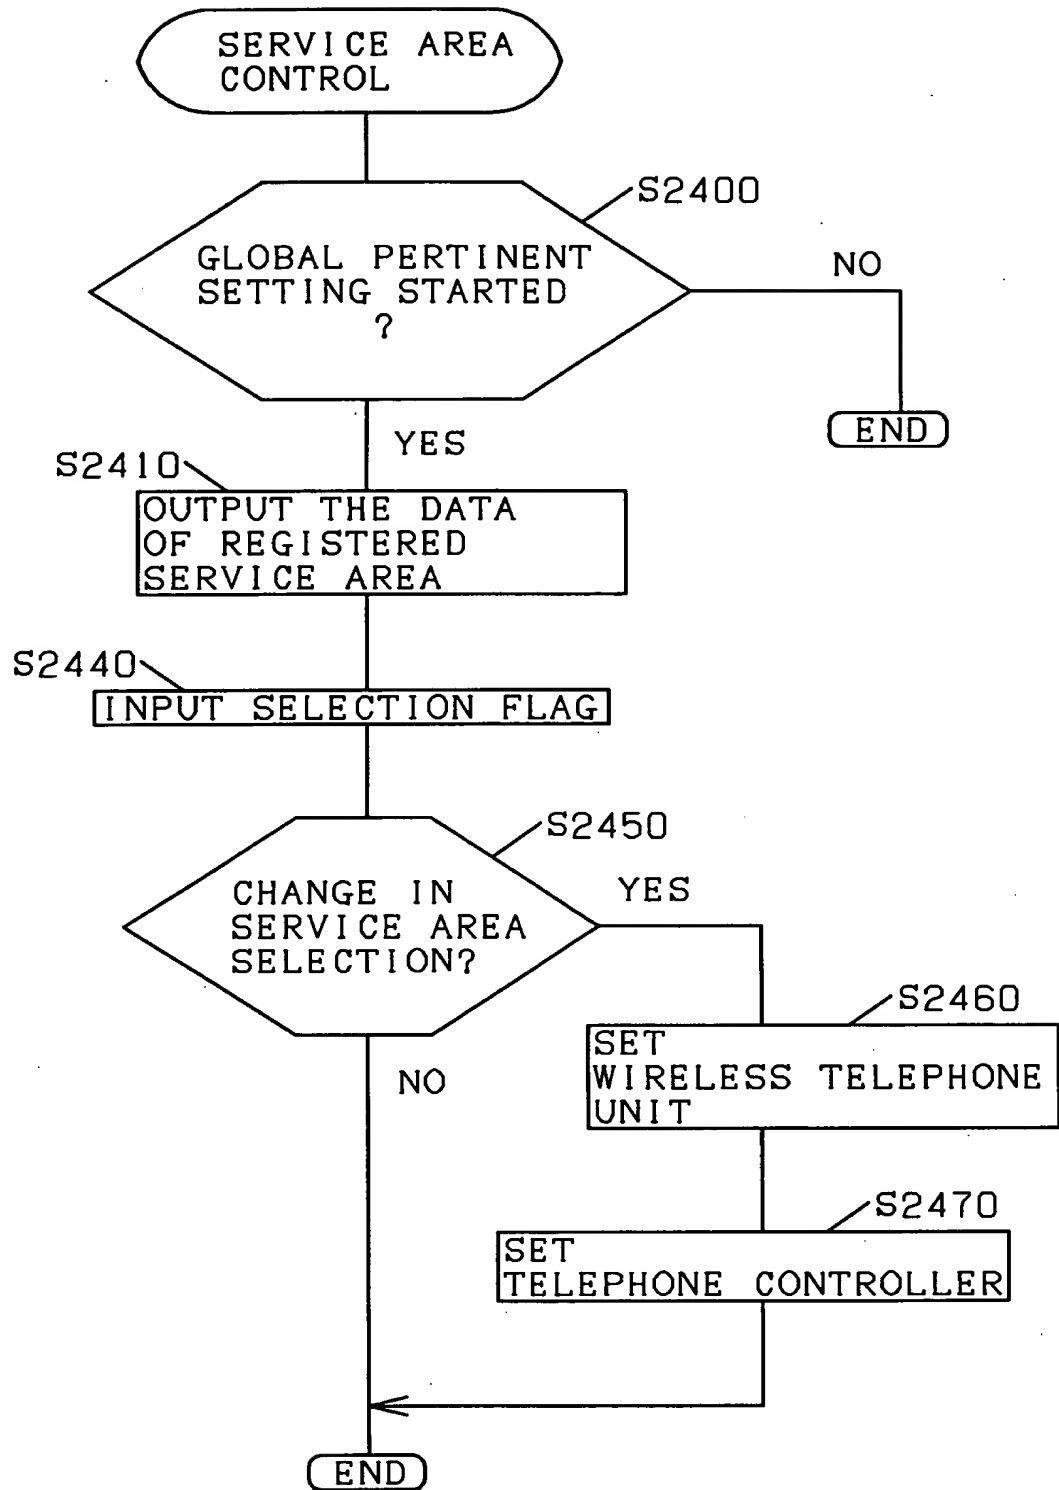 SERVICE AREA
CONTROL
S2400
GLOBAL PERTINENT
SETTING STARTED
?
NO
END
YES
S2410
OUTPUT THE DATA
OF REGISTERED
SERVICE AREA
S2440
INPUT SELECTION FLAG
S2450
CHANGE IN
SERVICE AREA
SELECTION?
YES
S2460
SET
WIRELESS TELEPHONE
UNIT
NO
S2470
SET
TELEPHONE CONTROLLER
END